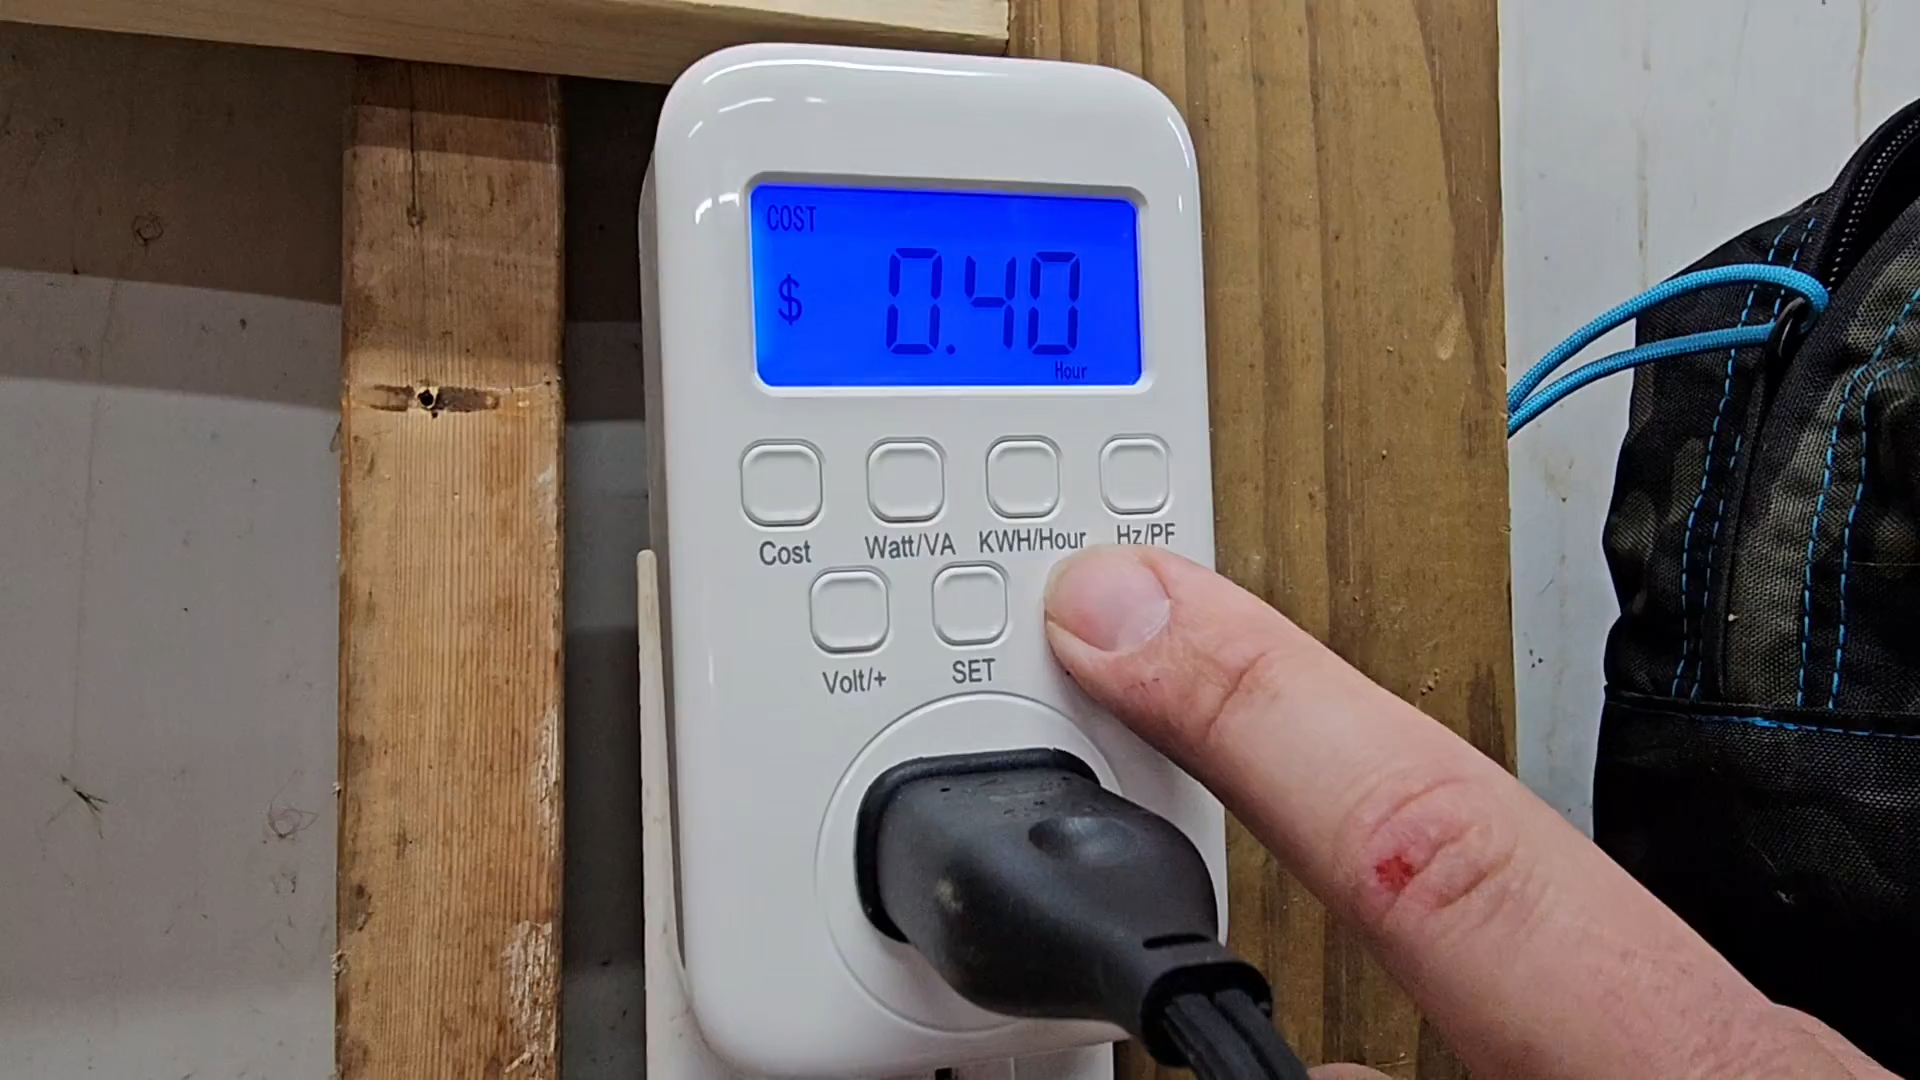 COST
$ 0.40
Hour
Cost Watt/VA KWH/Hour Hz/PF
Volt/+ SET